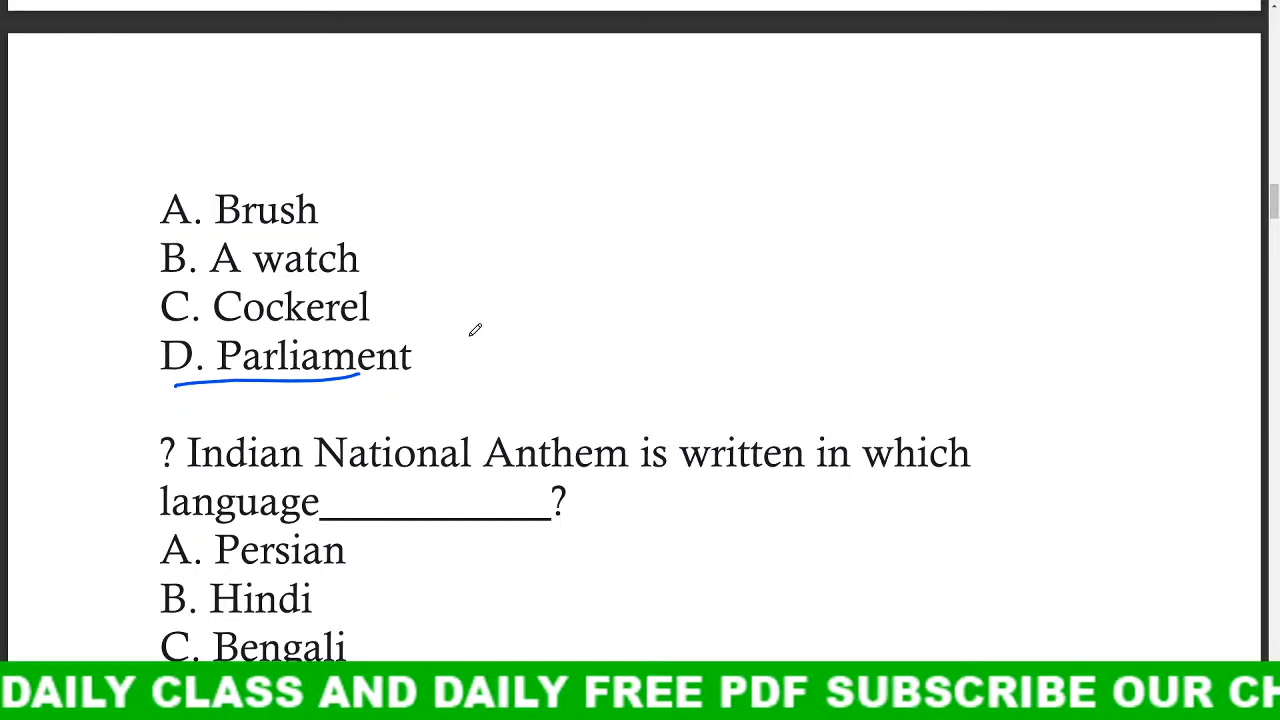 A. Brush
B. A watch
C. Cockerel
D. Parliament
? Indian National Anthem is written in which
language___________?
A. Persian
B. Hindi
C. Bengali
DAILY CLASS AND DAILY FREE PDF SUBSCRIBE OUR CH